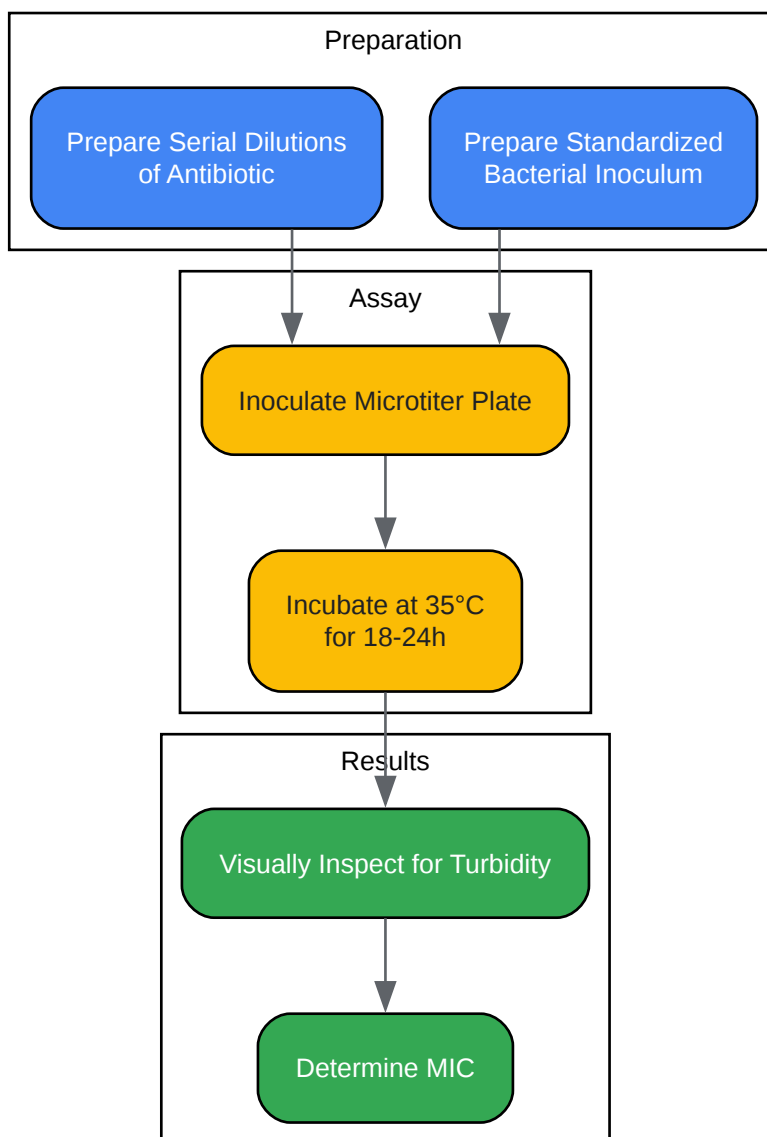 Preparation
Prepare Serial Dilutions
of Antibiotic
Prepare Standardized
Bacterial Inoculum
Assay
Inoculate Microtiter Plate
Incubate at 35°C
for 18-24h
Results
Visually Inspect for Turbidity
Determine MIC